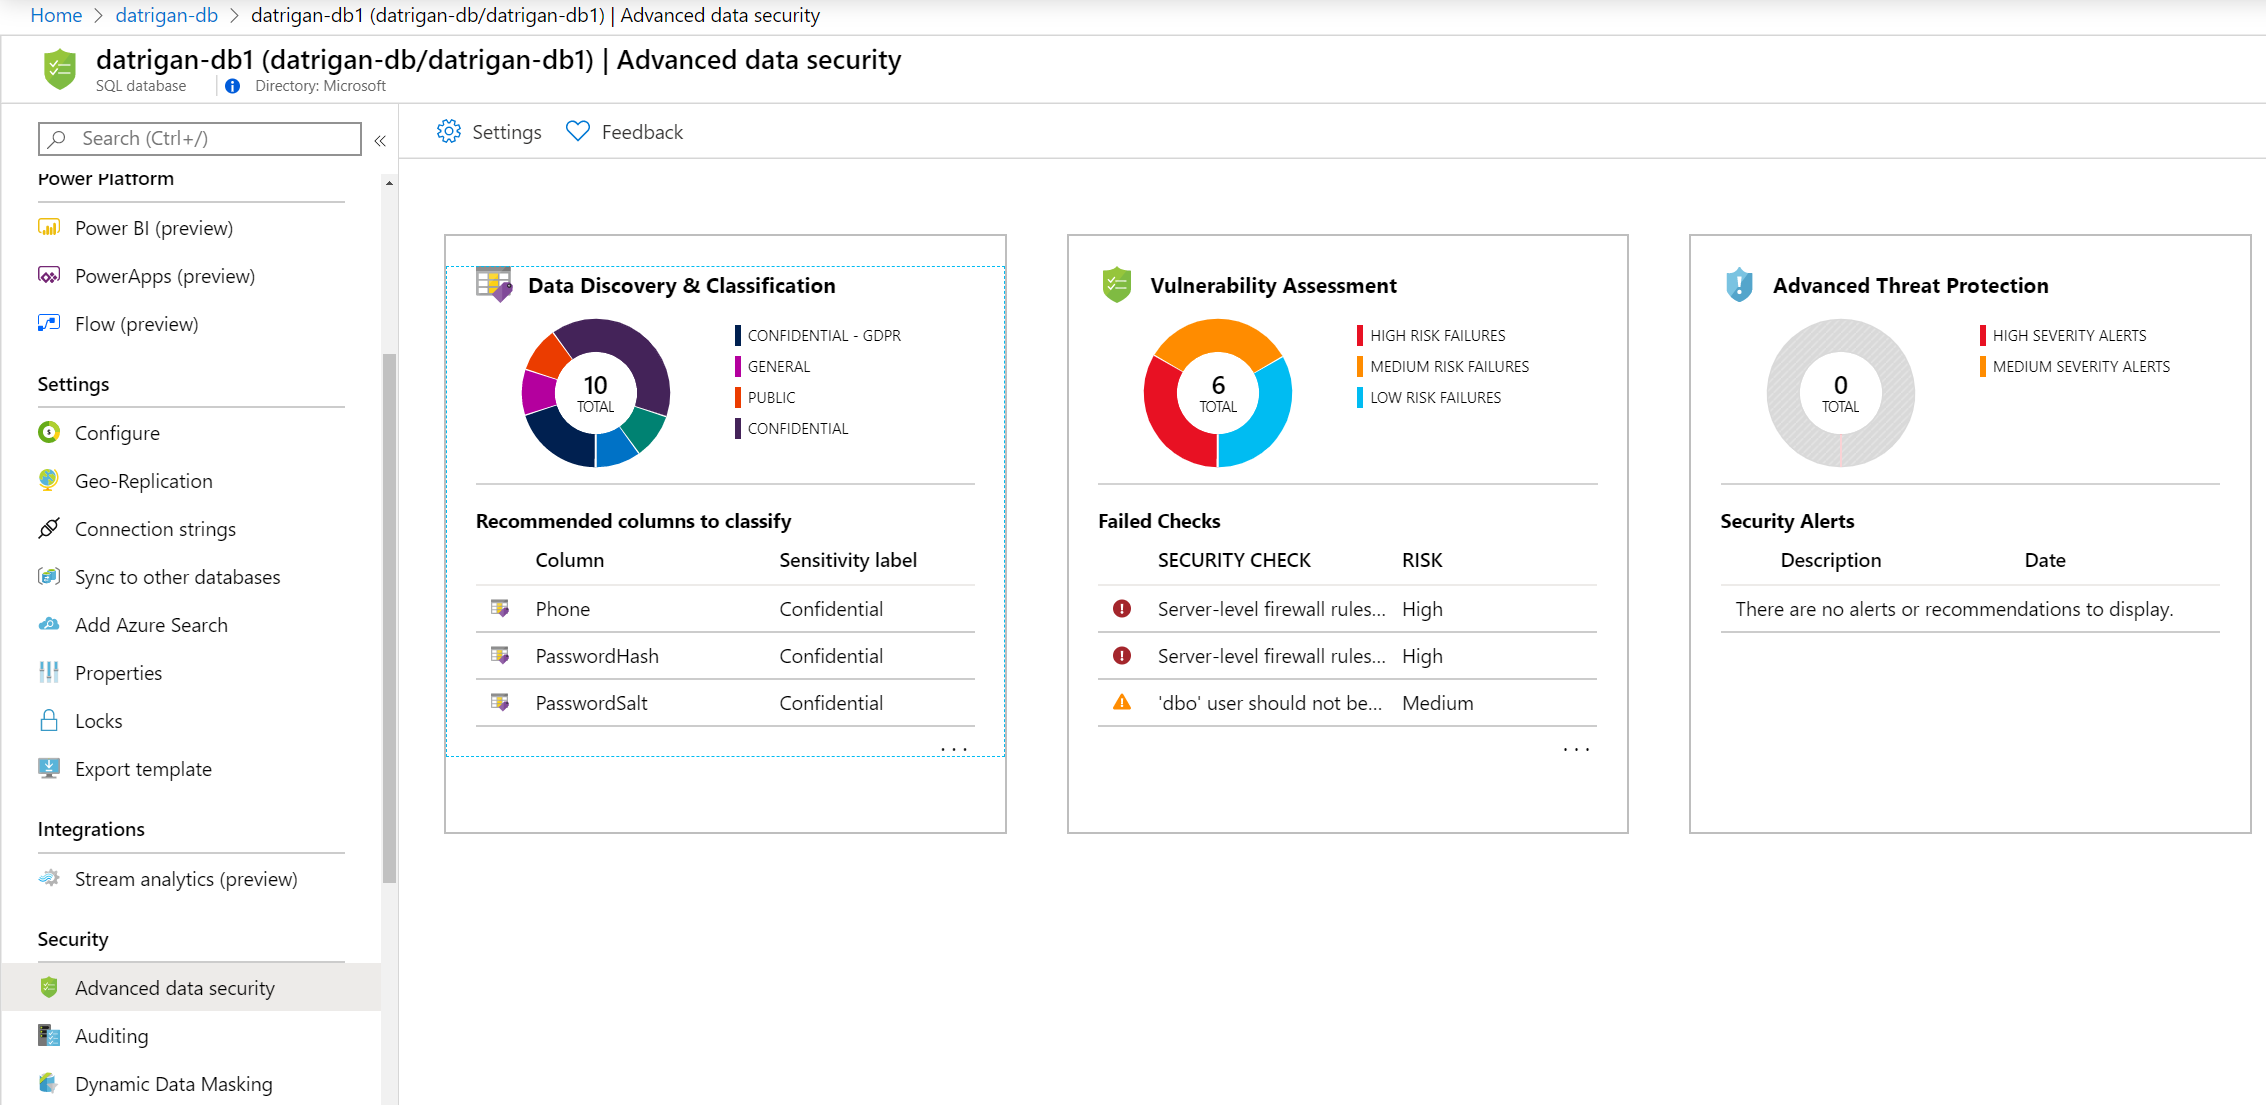 Home > datrigan-db > datrigan-db1 (datrigan-db/datrigan-db1) | Advanced data security
datrigan-db1 (datrigan-db/datrigan-db1) | Advanced data security
SQL database
Directory: Microsoft
Search (Ctrl+/)
«
Power Platform
Power BI (preview)
PowerApps (preview)
Flow (preview)
Settings
Configure
Geo-Replication
Connection strings
Sync to other databases
Add Azure Search
Properties
Locks
Export template
Integrations
Stream analytics (preview)
Security
Advanced data security
Auditing
Dynamic Data Masking
Settings
Feedback
Data Discovery & Classification
10
TOTAL
CONFIDENTIAL - GDPR
GENERAL
PUBLIC
CONFIDENTIAL
Recommended columns to classify
Column Sensitivity label
Phone Confidential
PasswordHash Confidential
PasswordSalt Confidential
...
Vulnerability Assessment
6
TOTAL
HIGH RISK FAILURES
MEDIUM RISK FAILURES
LOW RISK FAILURES
Failed Checks
SECURITY CHECK RISK
Server-level firewall rules... High
Server-level firewall rules... High
'dbo' user should not be... Medium
...
Advanced Threat Protection
0
TOTAL
HIGH SEVERITY ALERTS
MEDIUM SEVERITY ALERTS
Security Alerts
Description Date
There are no alerts or recommendations to display.